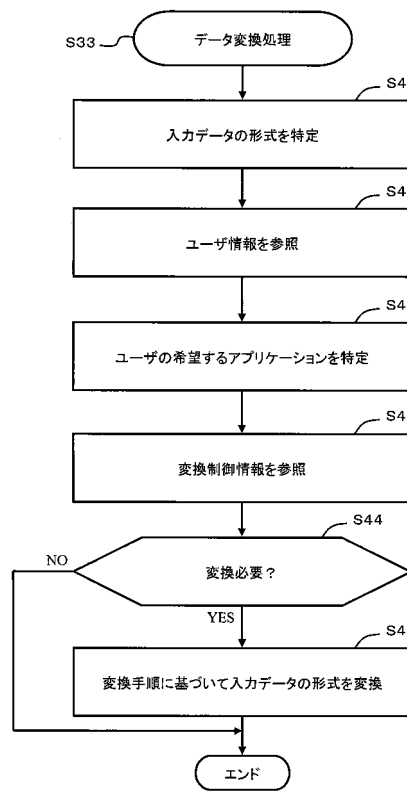 S33
データ変換処理
S4
入力データの形式を特定
S4
ユーザ情報を参照
S4
ユーザの希望するアプリケーションを特定
S4
変換制御情報を参照
S44
NO
変換必要?
YES
S4
変換手順に基づいて入力データの形式を変換
エンド